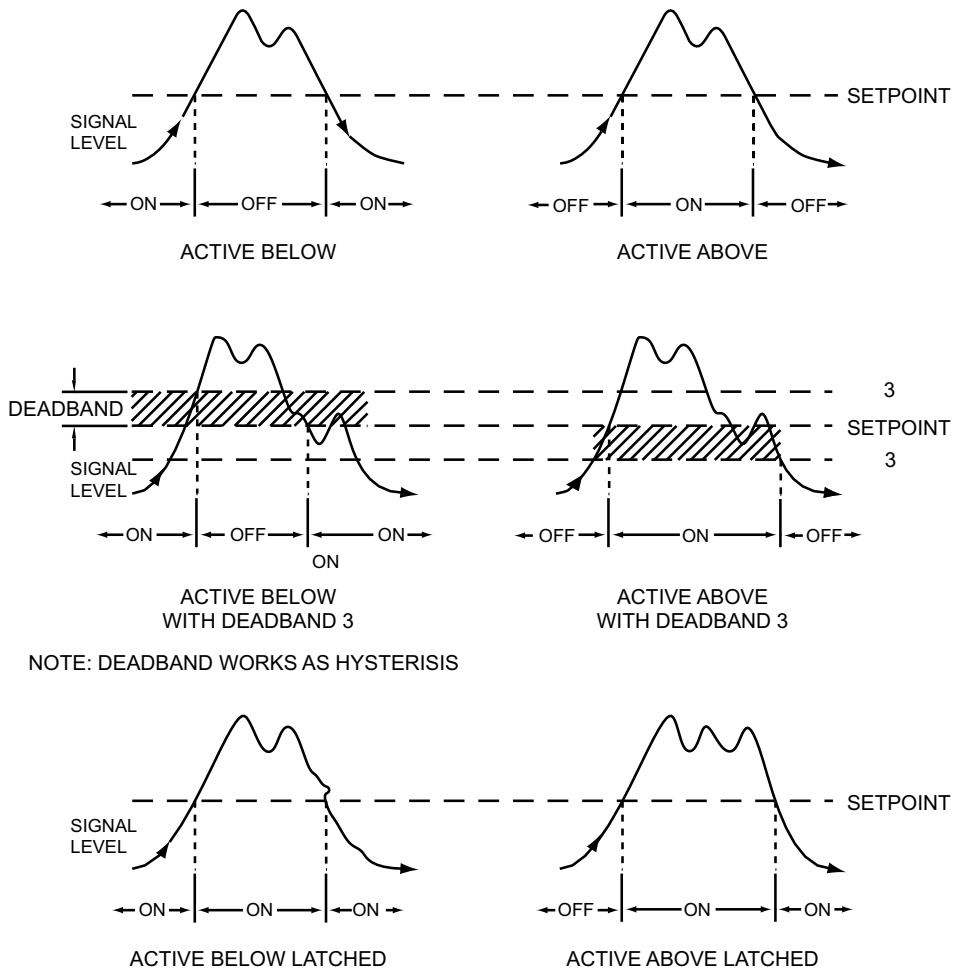 SETPOINT
SIGNAL
LEVEL
ON OFF ON
OFF ON OFF
ACTIVE BELOW
ACTIVE ABOVE
3
DEADBAND
SETPOINT
3
SIGNAL
LEVEL
ON OFF ON
ON
OFF ON OFF
ACTIVE BELOW
WITH DEADBAND 3
ACTIVE ABOVE
WITH DEADBAND 3
NOTE: DEADBAND WORKS AS HYSTERISIS
SETPOINT
SIGNAL
LEVEL
ON ON ON
OFF ON ON
ACTIVE BELOW LATCHED
ACTIVE ABOVE LATCHED